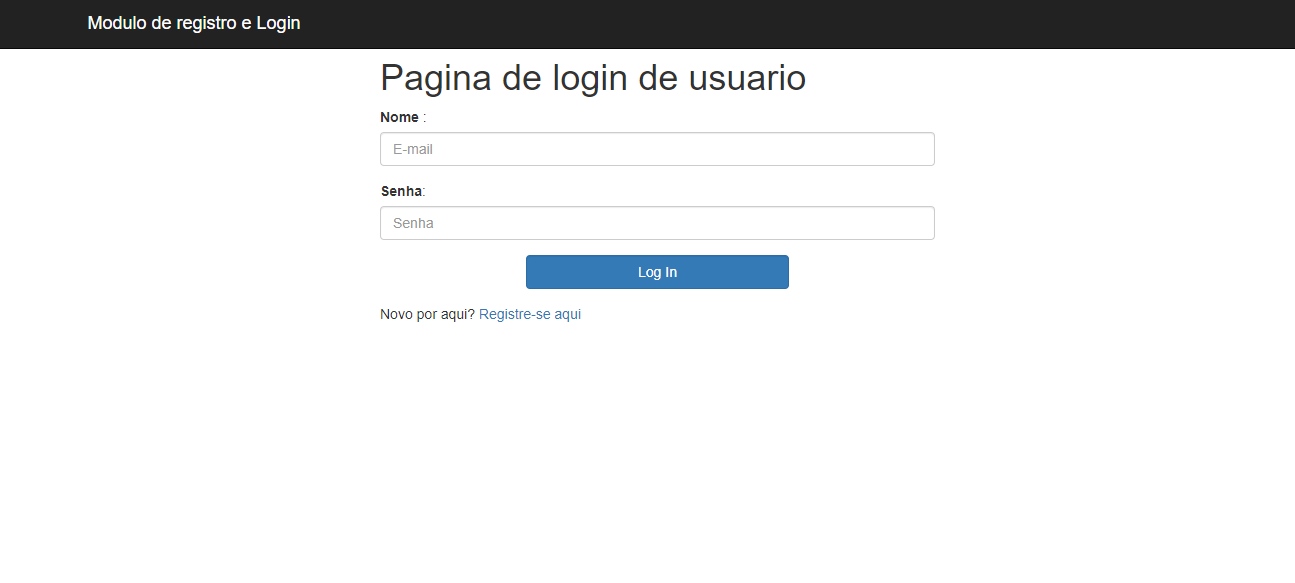 Modulo de registro e Login
Pagina de login de usuario
Nome :
E-mail
Senha:
Senha
Log In
Novo por aqui? Registre-se aqui